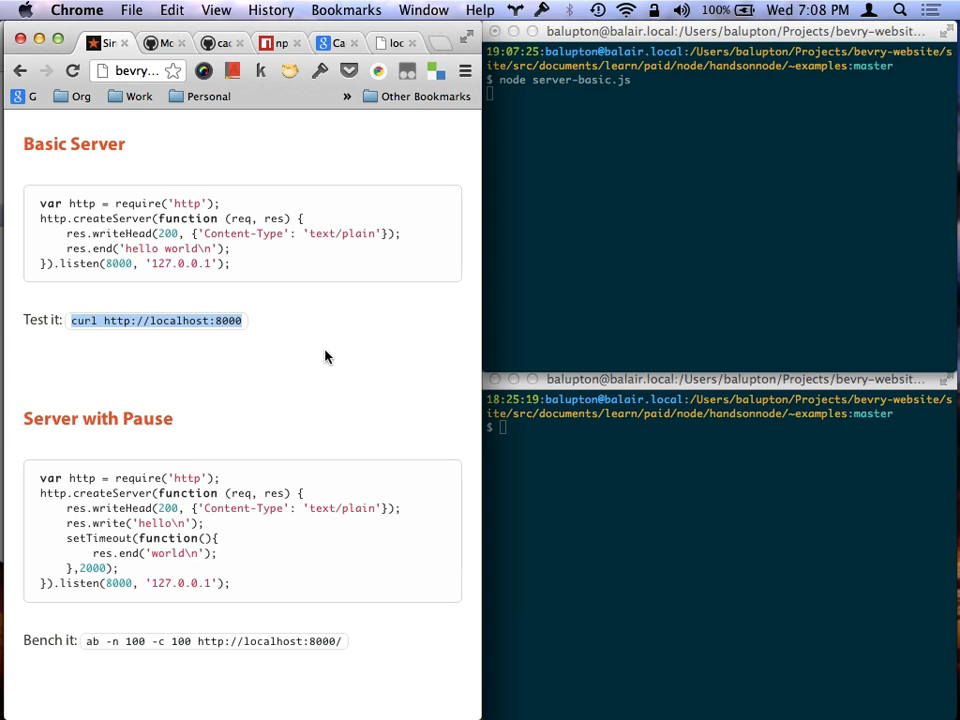 Chrome File Edit View History Bookmarks Window Help 100% Wed 7:08 PM
Sir Mc cac np Ca loc
bevry...
G Org Work Personal » Other Bookmarks
Basic Server
var http = require('http');
http.createServer(function (req, res) {
res.writeHead(200, {'Content-Type': 'text/plain'});
res.end('hello world\n');
}).listen(8000, '127.0.0.1');
Test it: curl http://localhost:8000
Server with Pause
var http = require('http');
http.createServer(function (req, res) {
res.writeHead(200, {'Content-Type': 'text/plain'});
res.write('hello\n');
setTimeout(function(){
res.end('world\n');
},2000);
}).listen(8000, '127.0.0.1');
Bench it: ab -n 100 -c 100 http://localhost:8000/
balupton@balair.local:/Users/balupton/Projects/bevry-websit...
19:07:25:balupton@balair.local:/Users/balupton/Projects/bevry-website/s
ite/src/documents/learn/paid/node/handsonnode/~examples:master
$ node server-basic.js
balupton@balair.local:/Users/balupton/Projects/bevry-websit...
18:25:19:balupton@balair.local:/Users/balupton/Projects/bevry-website/s
ite/src/documents/learn/paid/node/handsonnode/~examples:master
$